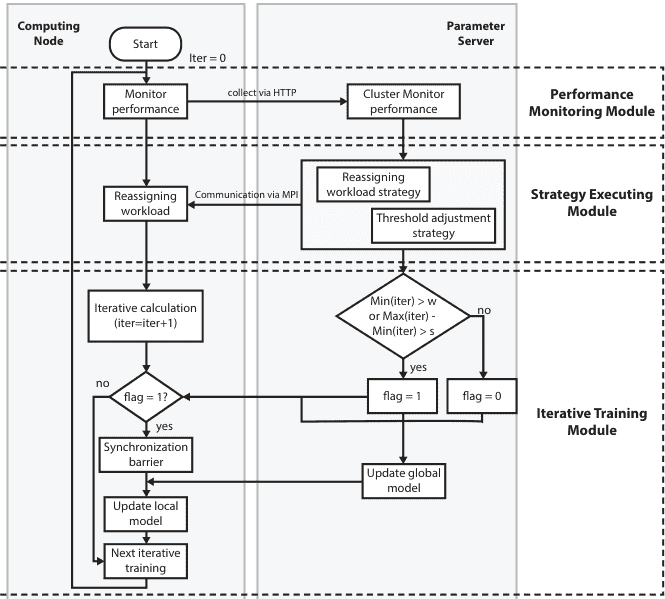 Computing
Node
Parameter
Server
Start
Iter = 0
Monitor
performance
collect via HTTP
Cluster Monitor
performance
Performance
Monitoring Module
Reassigning
workload
Communication via MPI
Reassigning
workload strategy
Threshold adjustment
strategy
Strategy Executing
Module
Iterative calculation
(iter=iter+1)
Min(iter) > w
or Max(iter) -
Min(iter) > s
no
yes
no
flag = 1?
flag = 1
flag = 0
yes
Iterative Training
Module
Synchronization
barrier
Update global
model
Update local
model
Next iterative
training